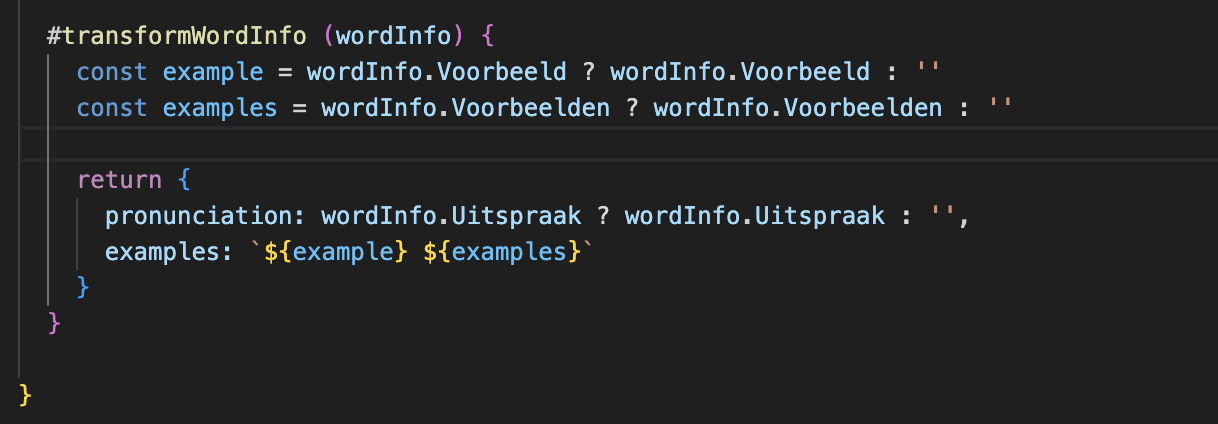 #transformWordInfo (wordInfo) {
const example = wordInfo.Voorbeeld ? wordInfo.Voorbeeld : ''
const examples = wordInfo.Voorbeelden ? wordInfo.Voorbeelden : ''
return {
pronunciation: wordInfo.Uitspraak ? wordInfo.Uitspraak : '',
examples: `${example} ${examples}`
}
}
}